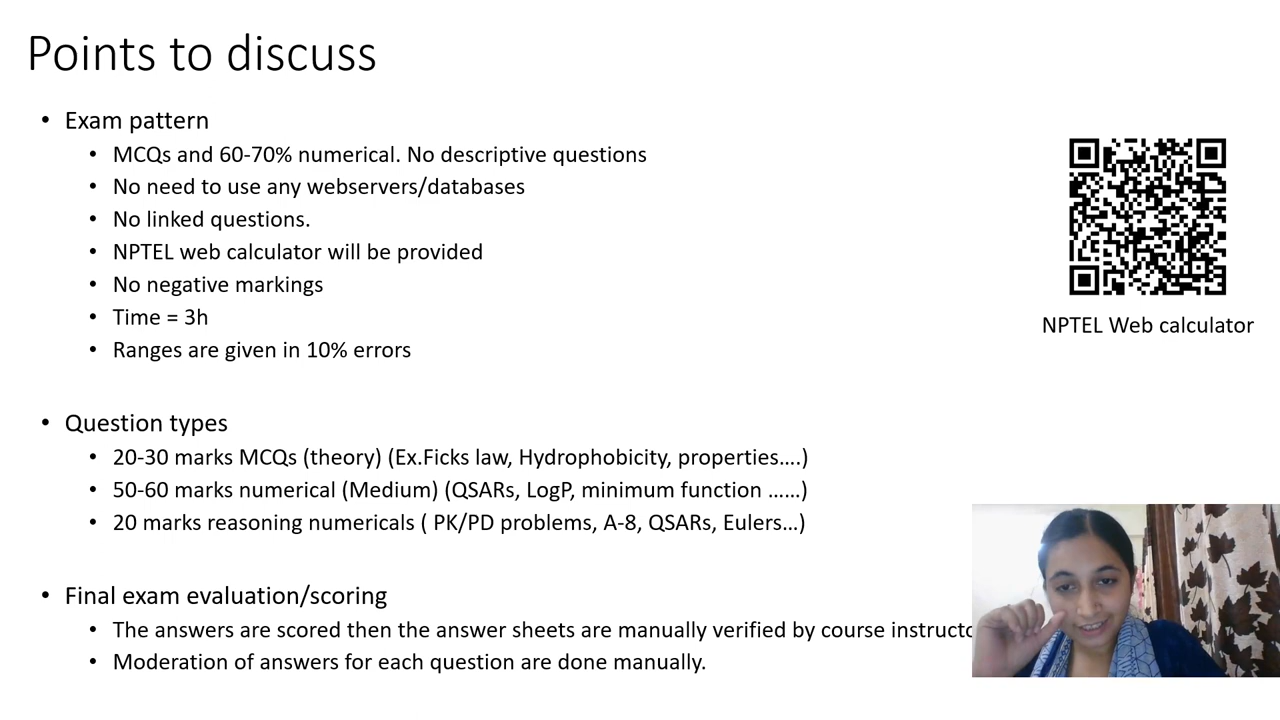 Points to discuss
• Exam pattern
• MCQs and 60-70% numerical. No descriptive questions
• No need to use any webservers/databases
• No linked questions.
• NPTEL web calculator will be provided
• No negative markings
• Time = 3h
• Ranges are given in 10% errors
NPTEL Web calculator
• Question types
• 20-30 marks MCQs (theory) (Ex.Ficks law, Hydrophobicity, properties….)
• 50-60 marks numerical (Medium) (QSARs, LogP, minimum function ……)
• 20 marks reasoning numericals ( PK/PD problems, A-8, QSARs, Eulers…)
• Final exam evaluation/scoring
• The answers are scored then the answer sheets are manually verified by course
• Moderation of answers for each question are done manually.